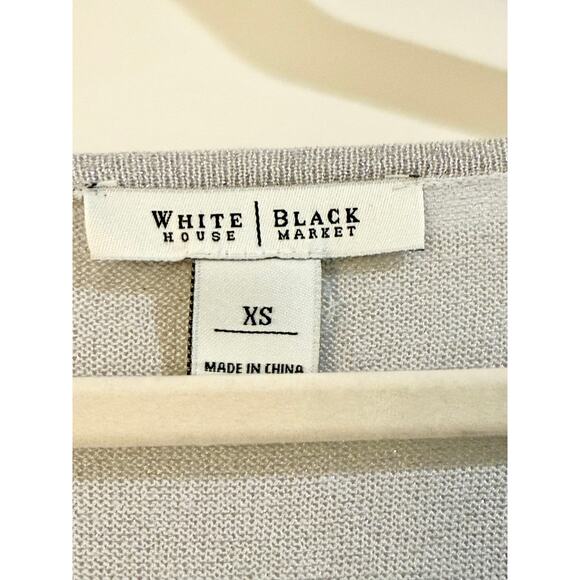 WHITE | BLACK
HOUSE | MARKET
XS
MADE IN CHINA